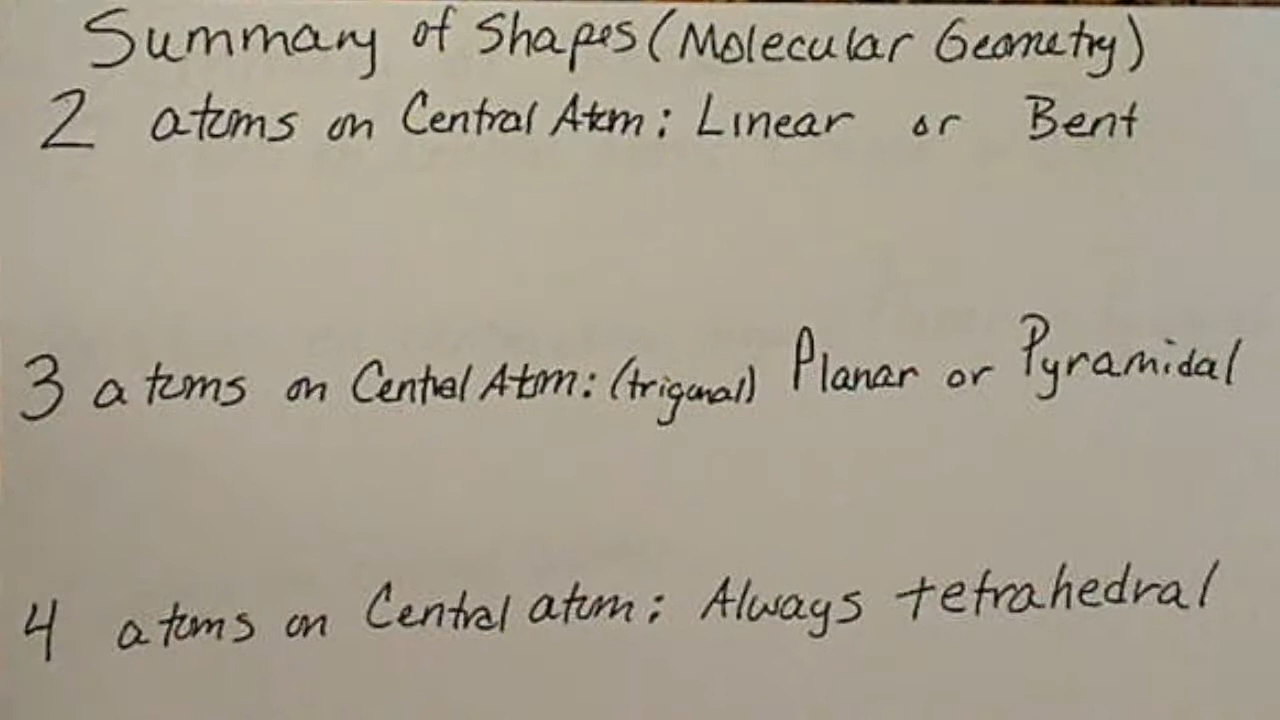 Summary of Shapes (Molecular Geometry)
2 atoms on Central Atom: Linear or Bent
3 atoms on Central Atom: (trigonal) Planar or Pyramidal
4 atoms on Central atom: Always tetrahedral